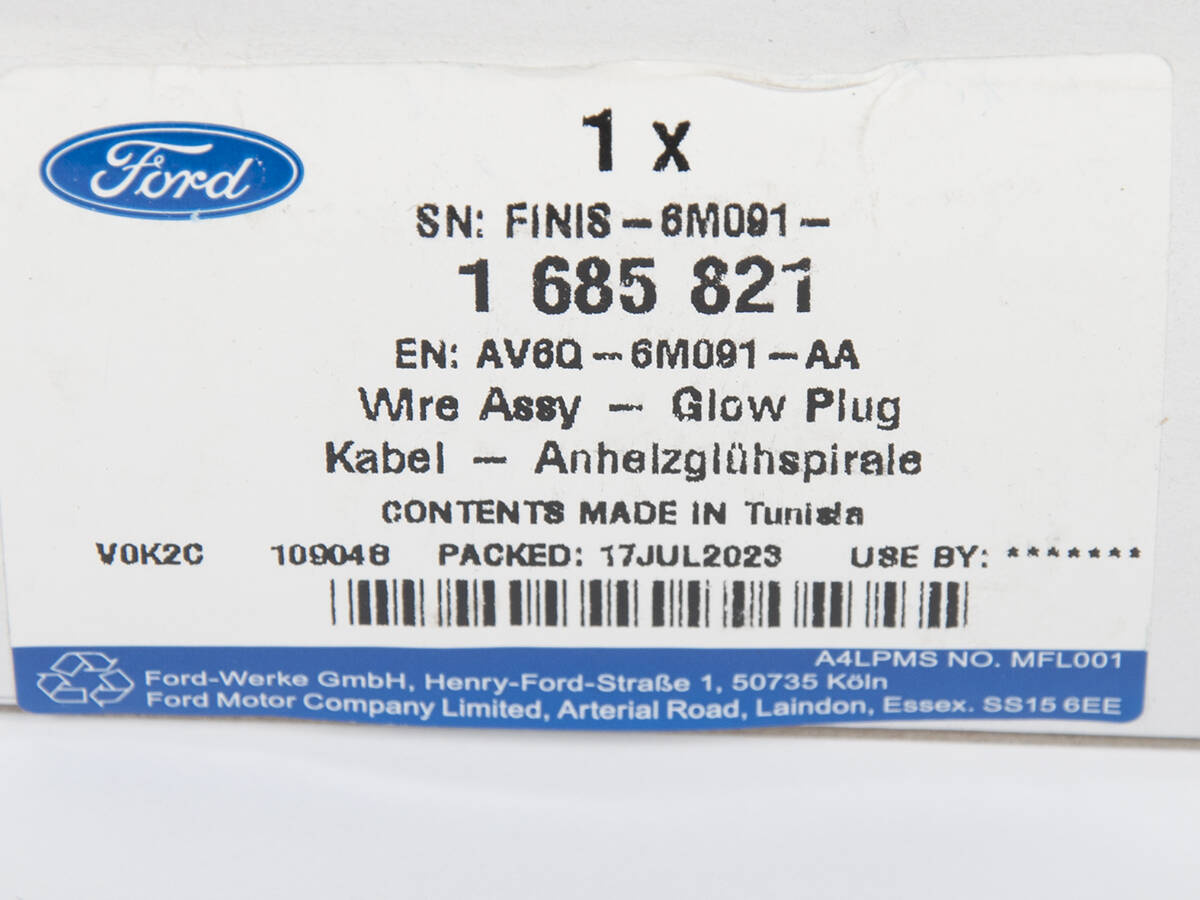 Ford
1 x
SN: FINIS - 6M091 -
1 685 821
EN: AV6Q - 6M091 - AA
Wire Assy - Glow Plug
Kabel - Anheizglühspirale
CONTENTS MADE IN Tunisia
V0K2C 109048 PACKED: 17JUL2023 USE BY: *******
A4LPMS NO. MFL001
Ford-Werke GmbH, Henry-Ford-Straße 1, 50735 Köln
Ford Motor Company Limited, Arterial Road, Laindon, Essex. SS15 6EE